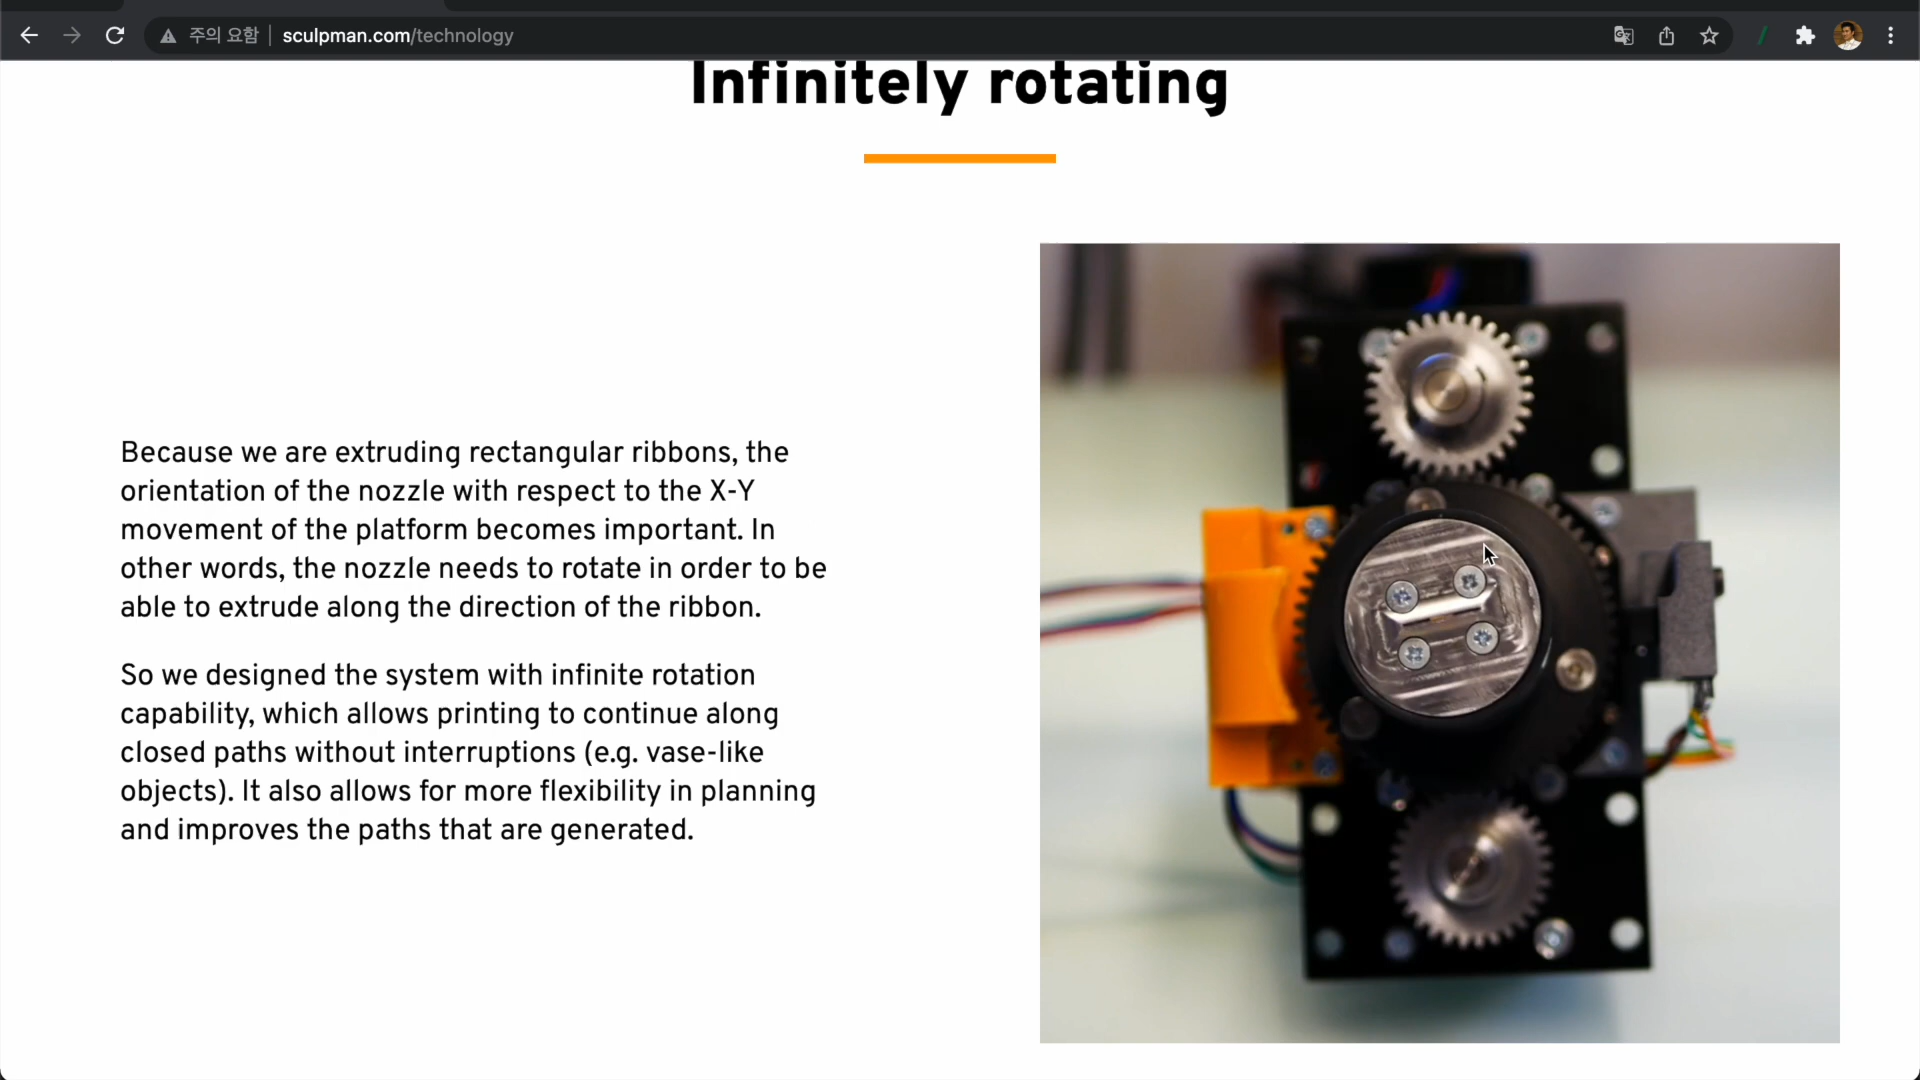 주의 요함
sculpman.com/technology
Infinitely rotating
Because we are extruding rectangular ribbons, the
orientation of the nozzle with respect to the X-Y
movement of the platform becomes important. In
other words, the nozzle needs to rotate in order to be
able to extrude along the direction of the ribbon.
So we designed the system with infinite rotation
capability, which allows printing to continue along
closed paths without interruptions (e.g. vase-like
objects). It also allows for more flexibility in planning
and improves the paths that are generated.